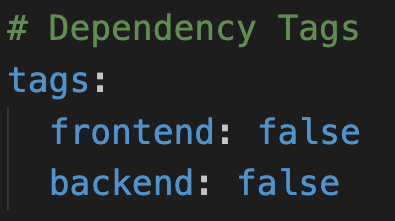 # Dependency Tags
tags:
  frontend: false
  backend: false